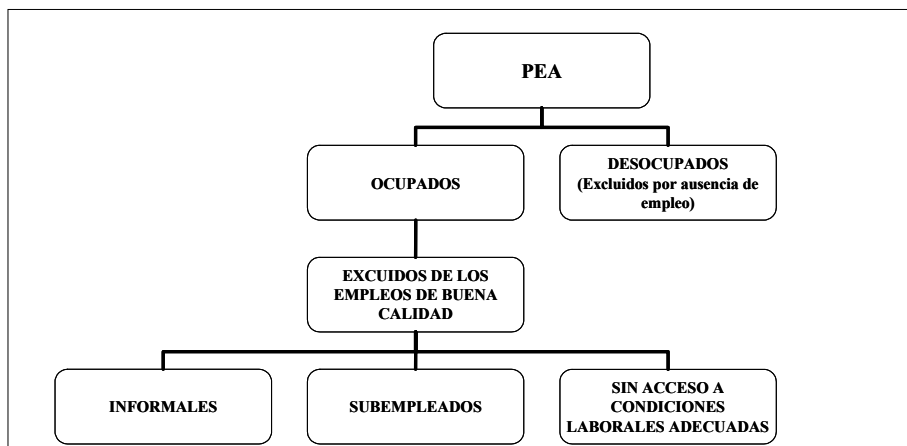 PEA
OCUPADOS
DESOCUPADOS
(Excluidos por ausencia de
empleo)
EXCUIDOS DE LOS
EMPLEOS DE BUENA
CALIDAD
INFORMALES
SUBEMPLEADOS
SIN ACCESO A
CONDICIONES
LABORALES ADECUADAS